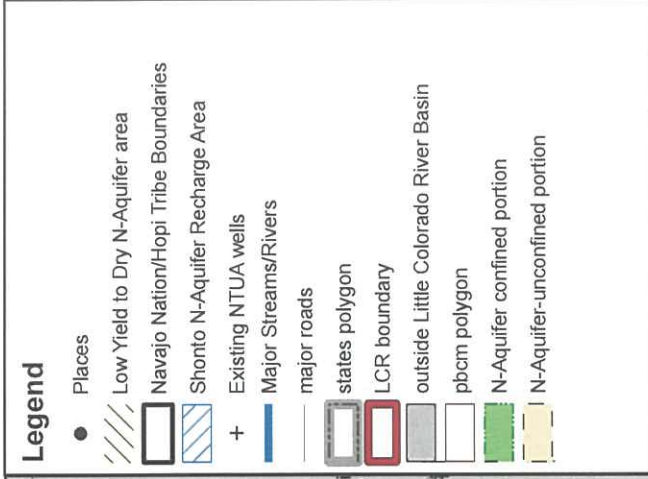 Legend
Places
Low Yield to Dry N-Aquifer area
Navajo Nation/Hopi Tribe Boundaries
Shonto N-Aquifer Recharge Area
Existing NTUA wells
Major Streams/Rivers
major roads
states polygon
LCR boundary
outside Little Colorado River Basin
pbcm polygon
N-Aquifer confined portion
N-Aquifer-unconfined portion